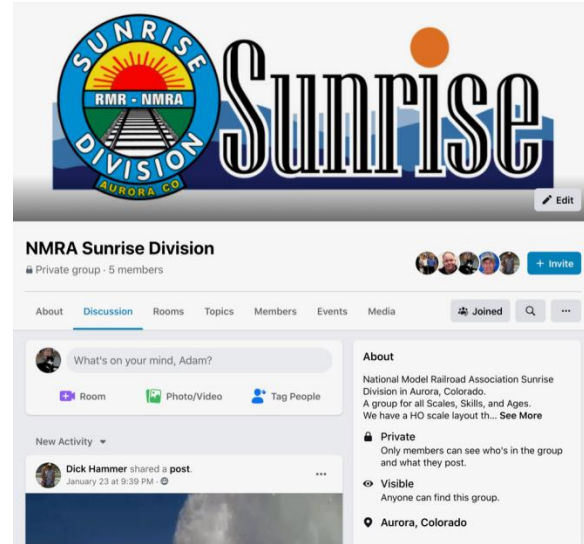 SUNRISE
RMR - NMRA
DIVISION
AURORA CO
Sunrise
Edit
NMRA Sunrise Division
Private group · 5 members
+ Invite
About Discussion Rooms Topics Members Events Media
Joined
What's on your mind, Adam?
Room Photo/Video Tag People
New Activity
Dick Hammer shared a post.
January 23 at 9:39 PM ·
About
National Model Railroad Association Sunrise
Division in Aurora, Colorado.
A group for all Scales, Skills, and Ages.
We have a HO scale layout th... See More
Private
Only members can see who's in the group
and what they post.
Visible
Anyone can find this group.
Aurora, Colorado